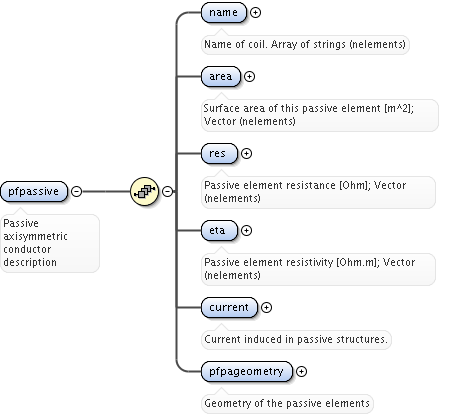 name
Name of coil. Array of strings (nelements)
area
Surface area of this passive element [m^2];
Vector (nelements)
res
Passive element resistance [Ohm]; Vector
(nelements)
pfpassive
Passive
axisymmetric
conductor
description
eta
Passive element resistivity [Ohm.m]; Vector
(nelements)
current
Current induced in passive structures.
pfpageometry
Geometry of the passive elements